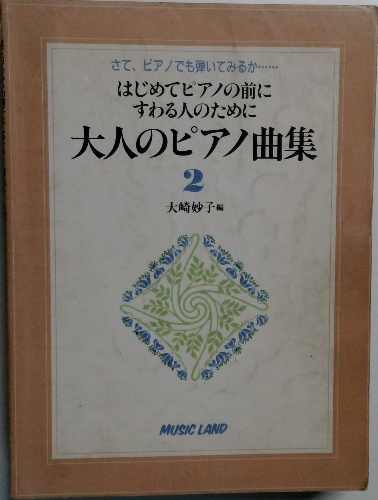 さて、ピアノでも弾いてみるか……
はじめてピアノの前に
すわる人のために
大人のピアノ曲集
2
大崎妙子編
MUSIC LAND